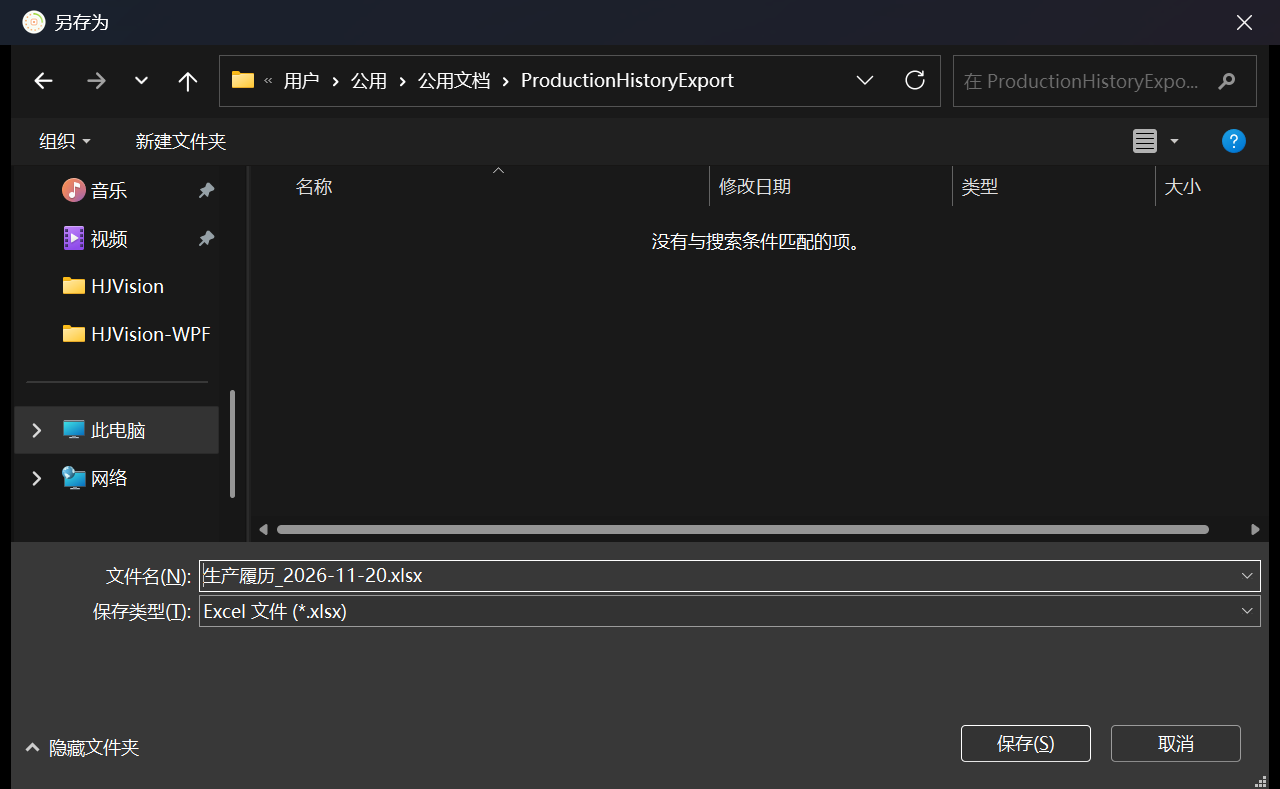 另存为
« 用户 › 公用 › 公用文档 › ProductionHistoryExport
在 ProductionHistoryExpo...
组织 新建文件夹
?
音乐
视频
HJVision
HJVision-WPF
此电脑
网络
名称 修改日期 类型 大小
没有与搜索条件匹配的项。
文件名(N): 生产履历_2026-11-20.xlsx
保存类型(T): Excel 文件 (*.xlsx)
隐藏文件夹
保存(S) 取消